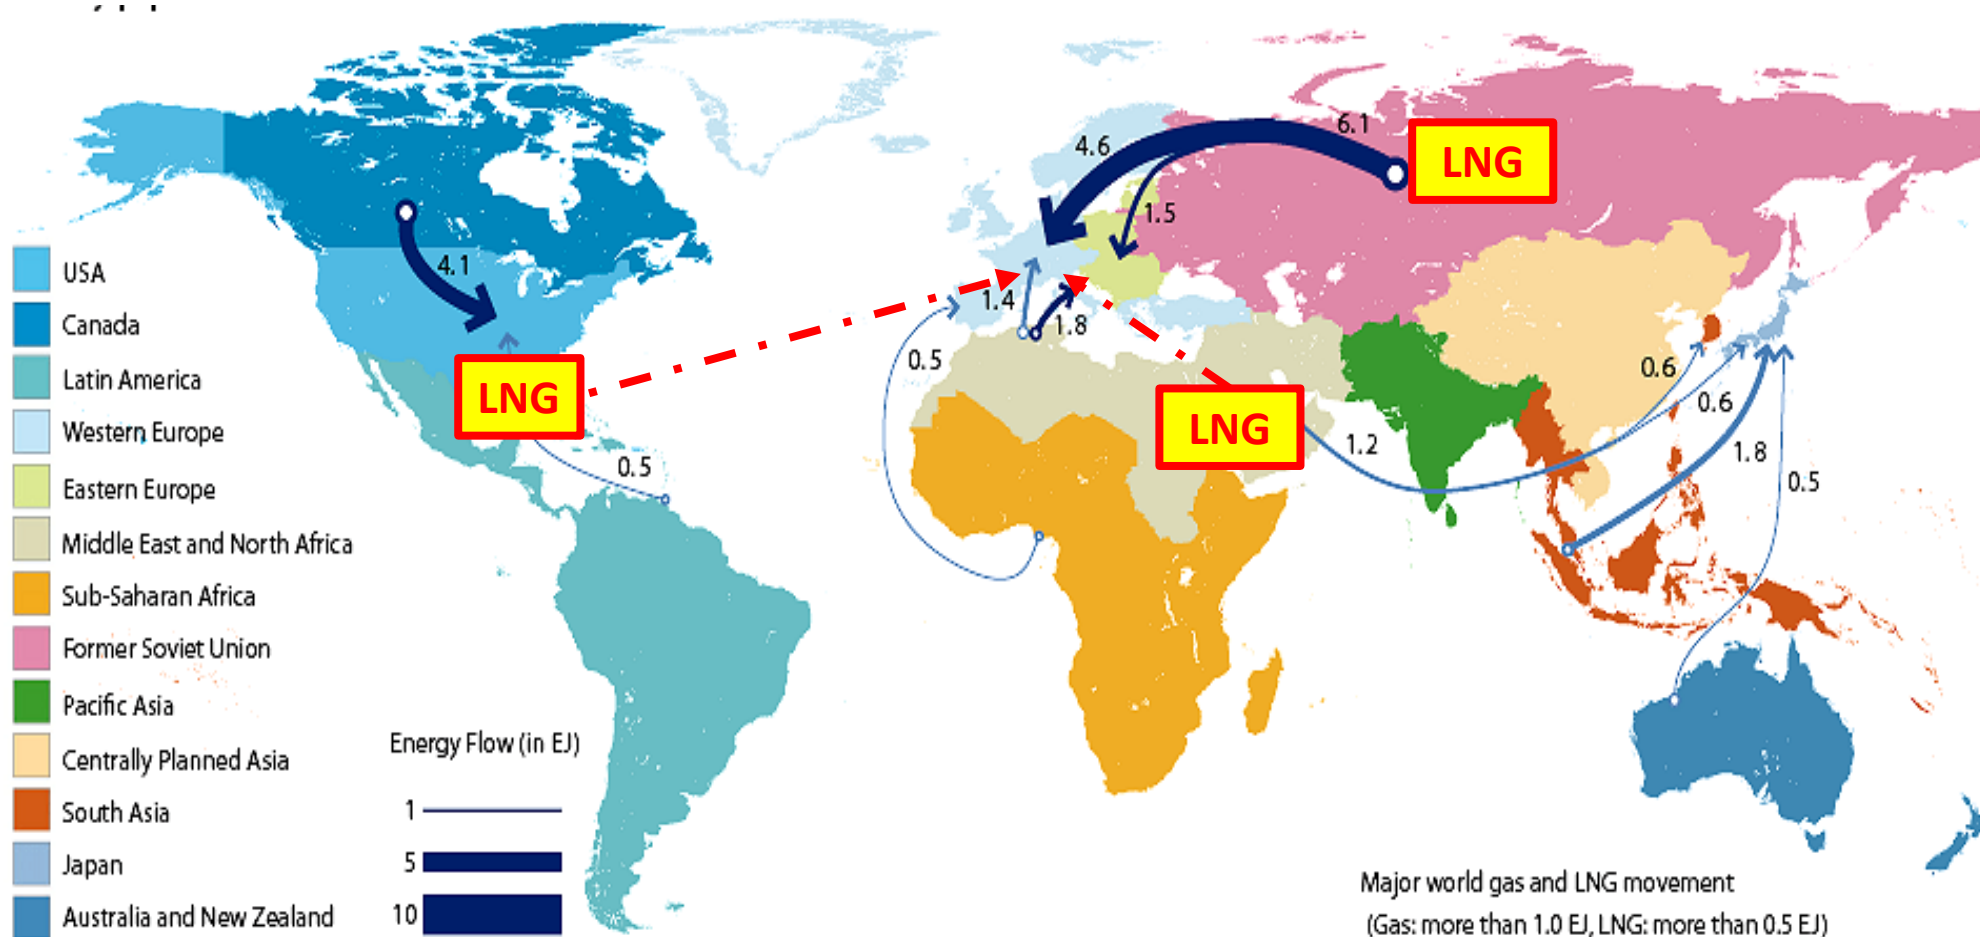 USA
Canada
Latin America
Western Europe
Eastern Europe
Middle East and North Africa
Sub-Saharan Africa
Former Soviet Union
Pacific Asia
Centrally Planned Asia
South Asia
Japan
Australia and New Zealand
Energy Flow (in EJ)
1
5
10
4.1
LNG
0.5
4.6
6.1
LNG
1.5
1.4
1.8
0.5
LNG
1.2
0.6
0.6
1.8
0.5
Major world gas and LNG movement
(Gas: more than 1.0 EJ, LNG: more than 0.5 EJ)